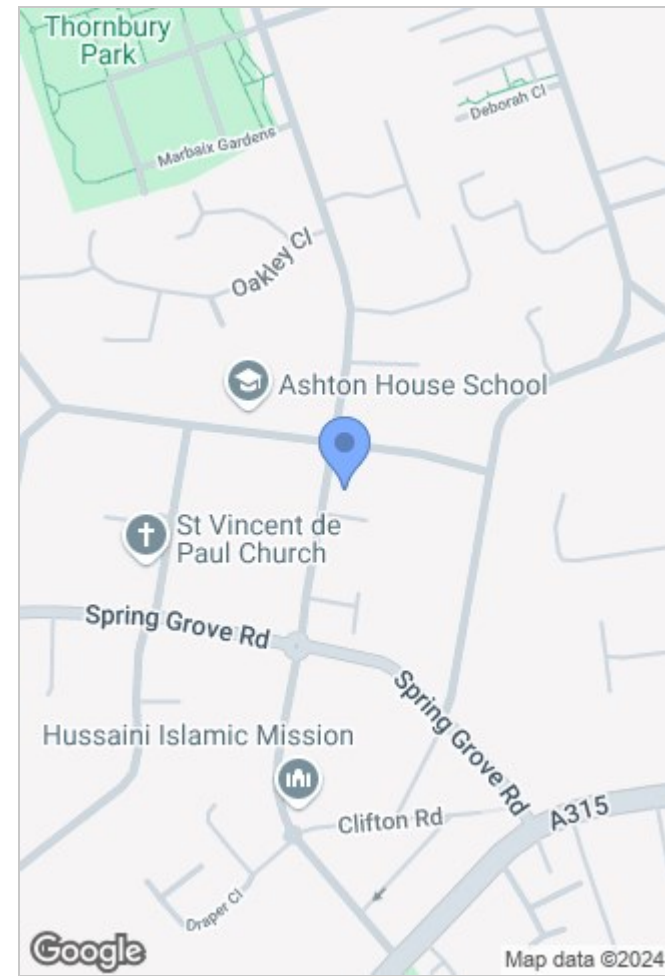 Thornbury
Park
Deborah Cl
Marbaix Gardens
Oakley Cl
Ashton House School
St Vincent de
Paul Church
Spring Grove Rd
Spring Grove Rd
Hussaini Islamic Mission
Clifton Rd
A315
Draper Cl
Google
Map data ©2024